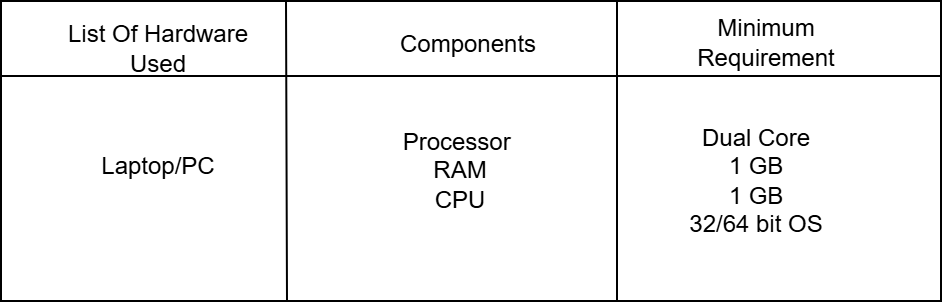 List Of Hardware
Used
Components
Minimum
Requirement
Laptop/PC
Processor
RAM
CPU
Dual Core
1 GB
1 GB
32/64 bit OS